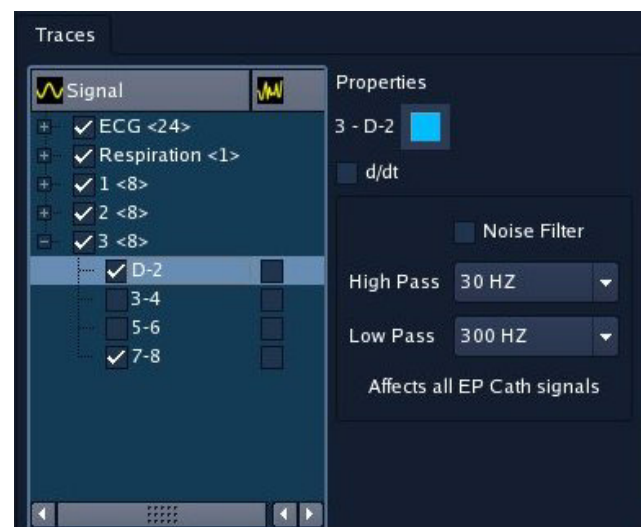 Traces
Signal
ECG <24>
Respiration <1>
1 <8>
2 <8>
3 <8>
D-2
3-4
5-6
7-8
Properties
3 - D-2
d/dt
Noise Filter
High Pass 30 HZ
Low Pass 300 HZ
Affects all EP Cath signals